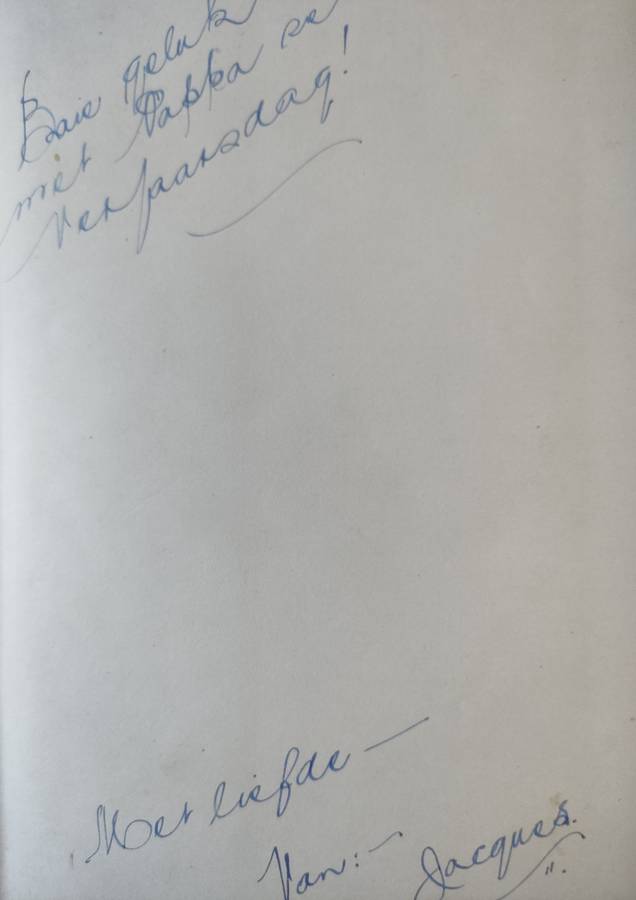 Baie geluk
met Pappa se
Verjaarsdag!
Met liefde —
Van:—
Jacques.